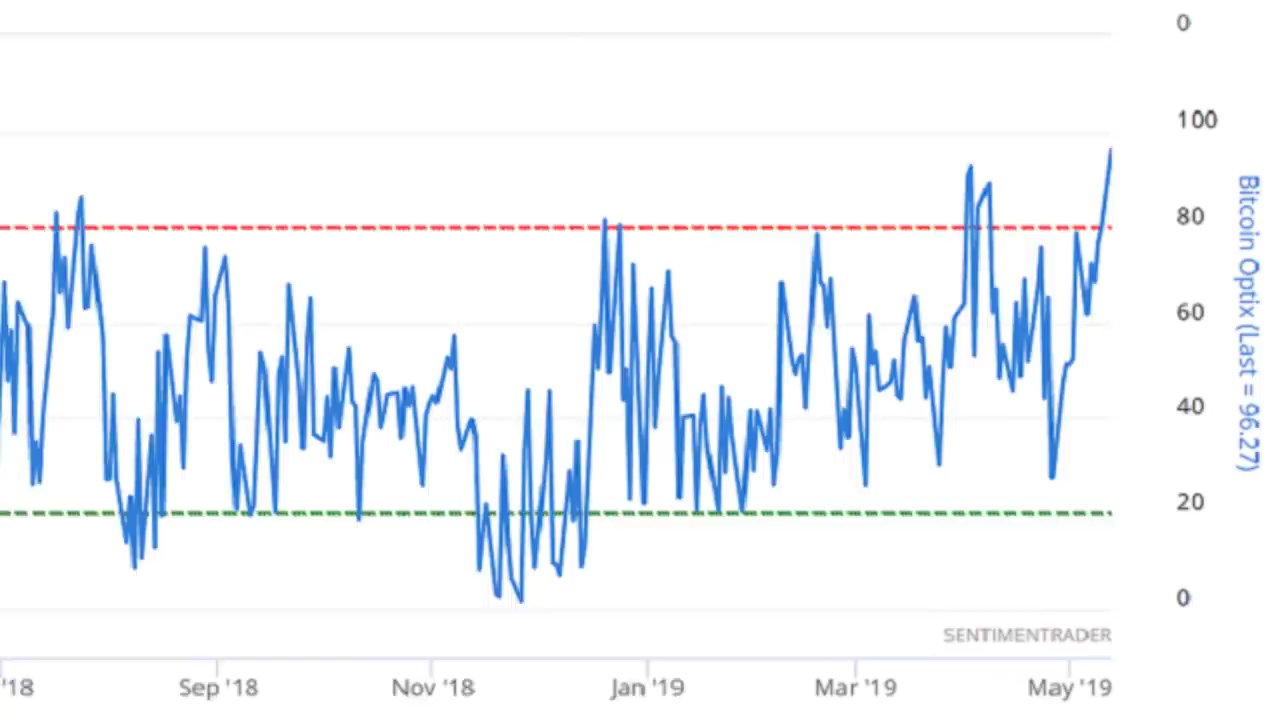 0
100
80
60
40
20
0
Bitcoin Optix (Last = 96.27)
SENTIMENTRADER
'18
Sep '18
Nov '18
Jan '19
Mar '19
May '19